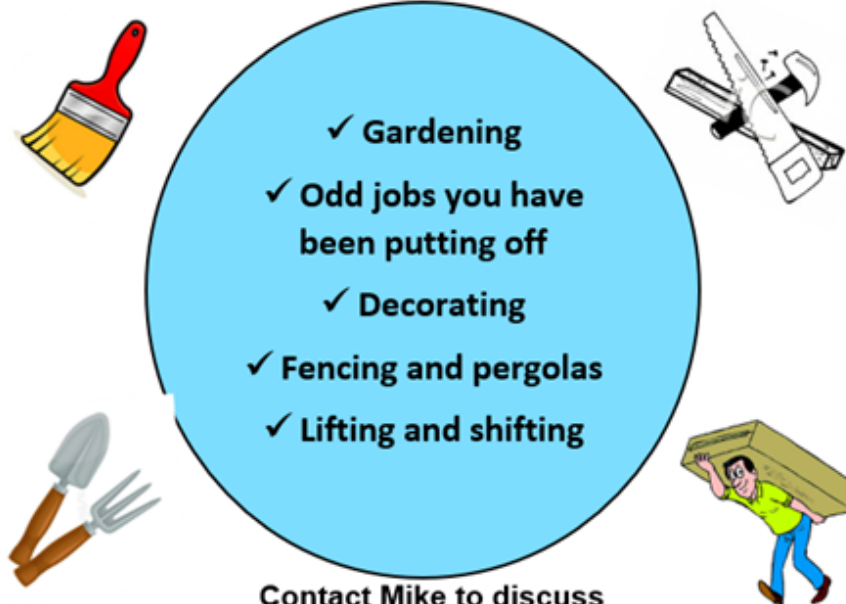 ✓ Gardening
✓ Odd jobs you have
been putting off
✓ Decorating
✓ Fencing and pergolas
✓ Lifting and shifting
Contact Mike to discuss